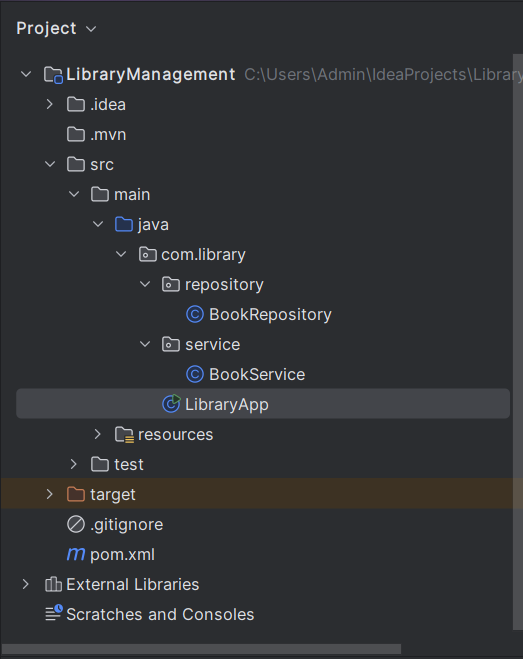 Project
LibraryManagement C:\Users\Admin\IdeaProjects\Library
.idea
.mvn
src
main
java
com.library
repository
BookRepository
service
BookService
LibraryApp
resources
test
target
.gitignore
pom.xml
External Libraries
Scratches and Consoles